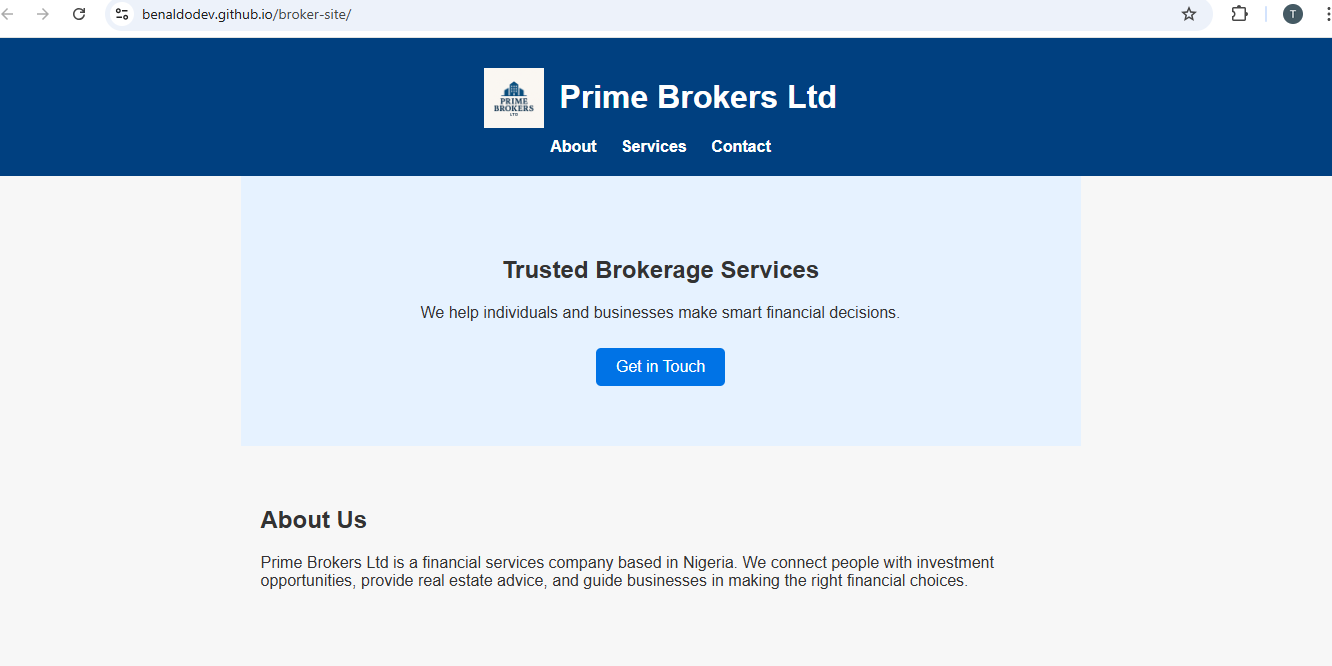 benaldodev.github.io/broker-site/
T
PRIME
BROKERS
LTD
Prime Brokers Ltd
About Services Contact
Trusted Brokerage Services
We help individuals and businesses make smart financial decisions.
Get in Touch
About Us
Prime Brokers Ltd is a financial services company based in Nigeria. We connect people with investment
opportunities, provide real estate advice, and guide businesses in making the right financial choices.